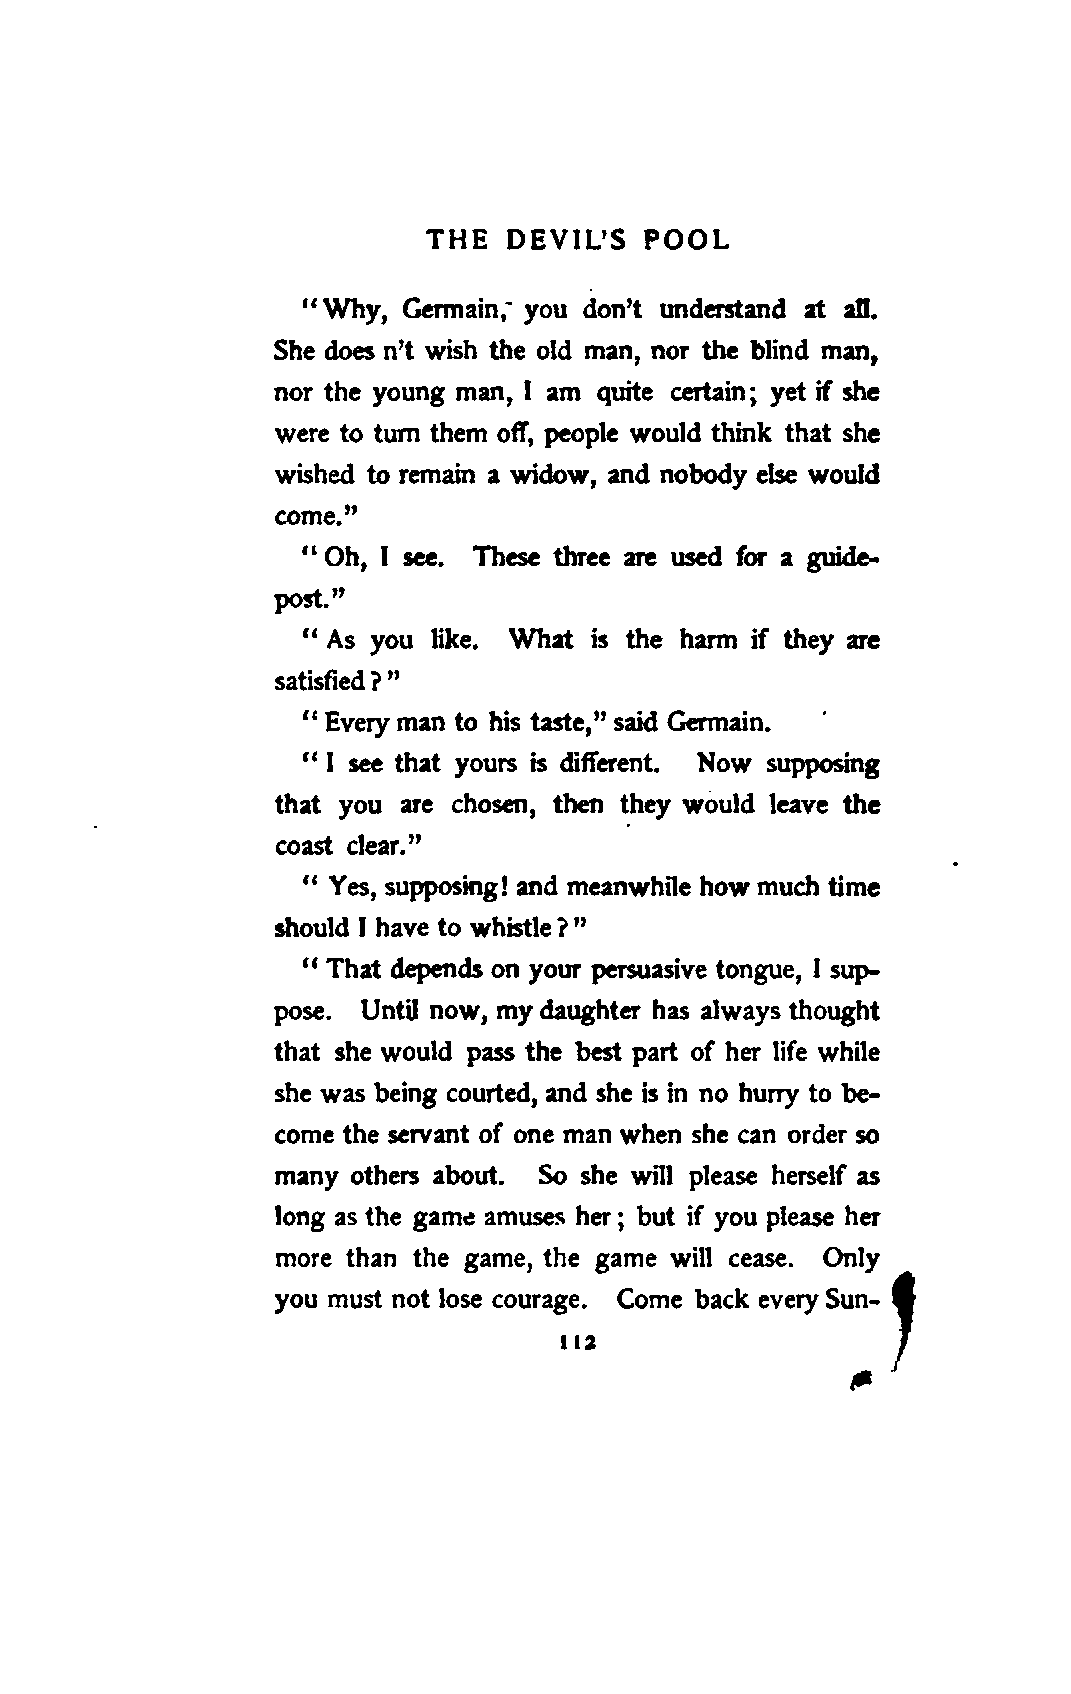 THE DEVIL'S POOL
"Why, Germain, you don't understand at all.
She does n't wish the old man, nor the blind man,
nor the young man, I am quite certain; yet if she
were to turn them off, people would think that she
wished to remain a widow, and nobody else would
come."
"Oh, I see. These three are used for a guide-
post."
"As you like. What is the harm if they are
satisfied?"
"Every man to his taste," said Germain.
"I see that yours is different. Now supposing
that you are chosen, then they would leave the
coast clear."
"Yes, supposing! and meanwhile how much time
should I have to whistle?"
"That depends on your persuasive tongue, I sup-
pose. Until now, my daughter has always thought
that she would pass the best part of her life while
she was being courted, and she is in no hurry to be-
come the servant of one man when she can order so
many others about. So she will please herself as
long as the game amuses her; but if you please her
more than the game, the game will cease. Only
you must not lose courage. Come back every Sun-
112